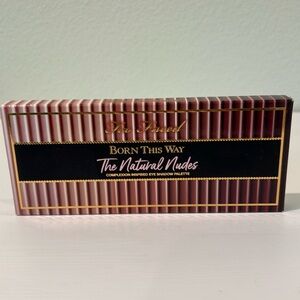 Too Faced
BORN THIS WAY
The Natural Nudes
COMPLEXION INSPIRED EYE SHADOW PALETTE